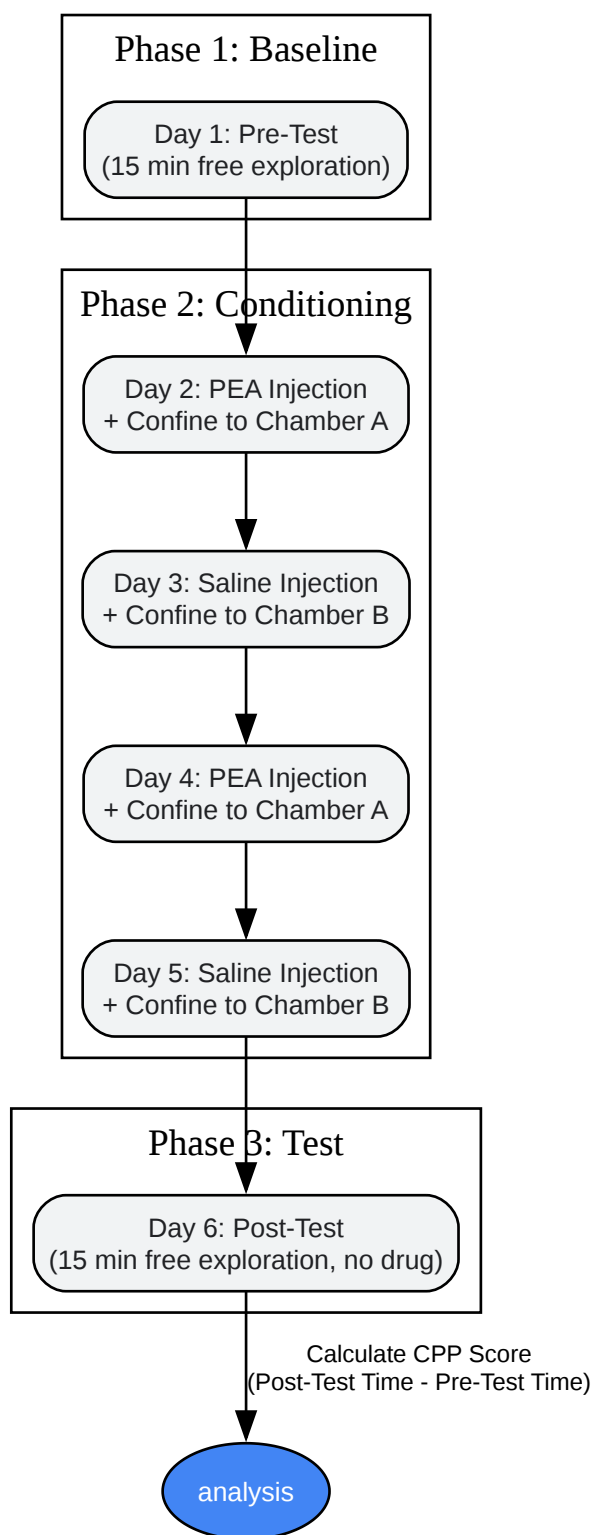 Phase 1: Baseline
Day 1: Pre-Test
(15 min free exploration)
Phase 2: Conditioning
Day 2: PEA Injection
+ Confine to Chamber A
Day 3: Saline Injection
+ Confine to Chamber B
Day 4: PEA Injection
+ Confine to Chamber A
Day 5: Saline Injection
+ Confine to Chamber B
Phase 3: Test
Day 6: Post-Test
(15 min free exploration, no drug)
Calculate CPP Score
(Post-Test Time - Pre-Test Time)
analysis